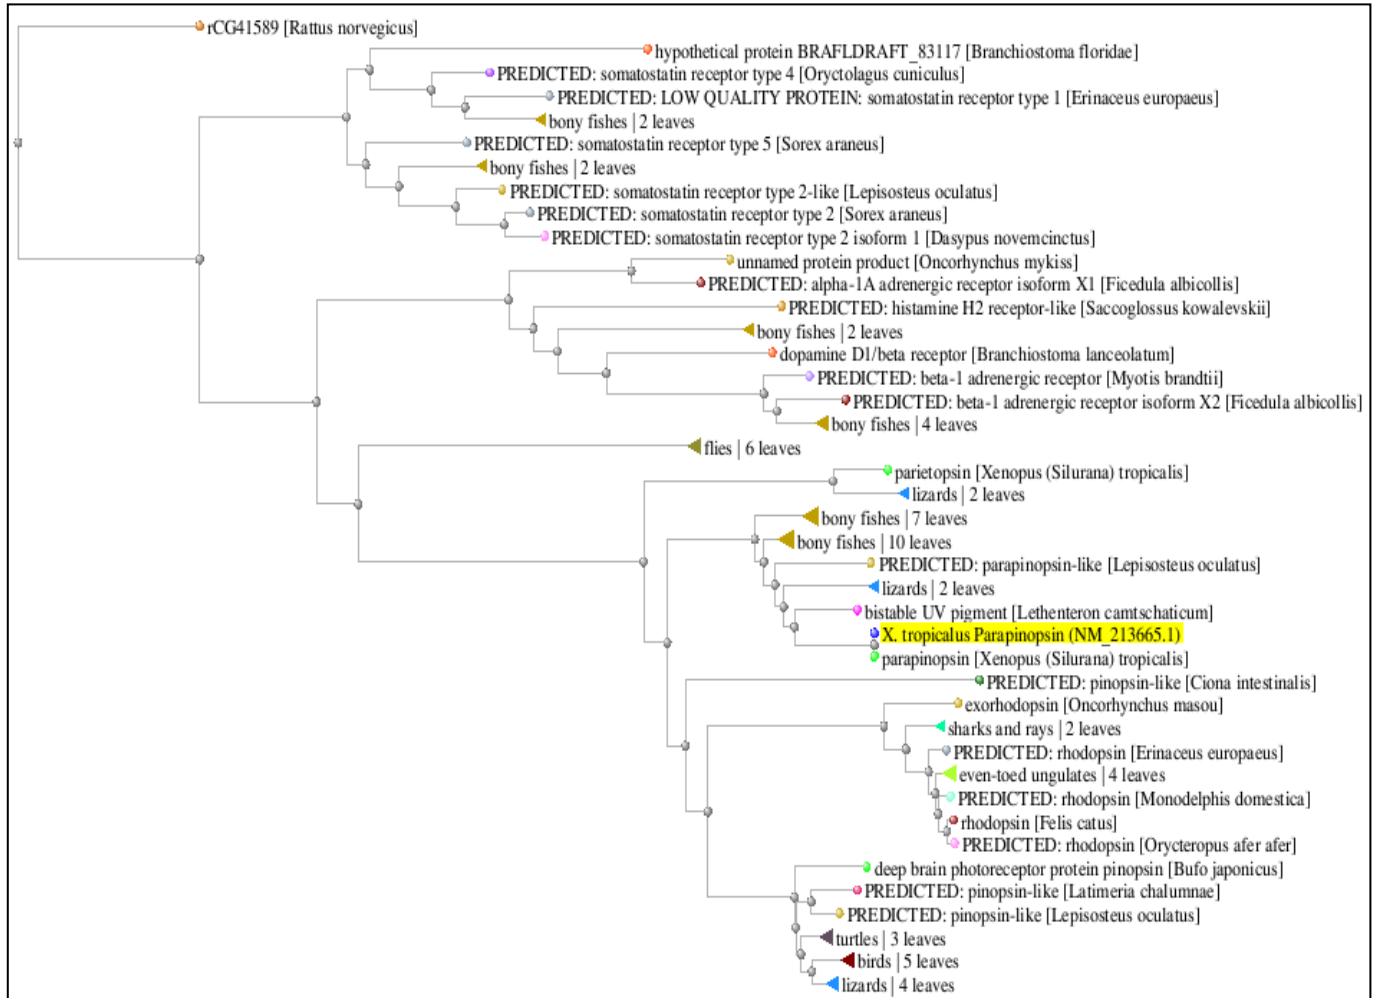 rCG41589 [Rattus norvegicus]
hypothetical protein BRAFLDRAFT_83117 [Branchiostoma floridae]
PREDICTED: somatostatin receptor type 4 [Oryctolagus cuniculus]
PREDICTED: LOW QUALITY PROTEIN: somatostatin receptor type 1 [Erinaceus europaeus]
bony fishes | 2 leaves
PREDICTED: somatostatin receptor type 5 [Sorex araneus]
bony fishes | 2 leaves
PREDICTED: somatostatin receptor type 2-like [Lepisosteus oculatus]
PREDICTED: somatostatin receptor type 2 [Sorex araneus]
PREDICTED: somatostatin receptor type 2 isoform 1 [Dasypus novemcinctus]
unnamed protein product [Oncorhynchus mykiss]
PREDICTED: alpha-1A adrenergic receptor isoform X1 [Ficedula albicollis]
PREDICTED: histamine H2 receptor-like [Saccoglossus kowalevskii]
bony fishes | 2 leaves
dopamine D1/beta receptor [Branchiostoma lanceolatum]
PREDICTED: beta-1 adrenergic receptor [Myotis brandtii]
PREDICTED: beta-1 adrenergic receptor isoform X2 [Ficedula albicollis]
bony fishes | 4 leaves
flies | 6 leaves
parietopsin [Xenopus (Silurana) tropicalis]
lizards | 2 leaves
bony fishes | 7 leaves
bony fishes | 10 leaves
PREDICTED: parapinopsin-like [Lepisosteus oculatus]
lizards | 2 leaves
bistable UV pigment [Lethenteron camtschaticum]
X. tropicalus Parapinopsin (NM_213665.1)
parapinopsin [Xenopus (Silurana) tropicalis]
PREDICTED: pinopsin-like [Ciona intestinalis]
exorhodopsin [Oncorhynchus masou]
sharks and rays | 2 leaves
PREDICTED: rhodopsin [Erinaceus europaeus]
even-toed ungulates | 4 leaves
PREDICTED: rhodopsin [Monodelphis domestica]
rhodopsin [Felis catus]
PREDICTED: rhodopsin [Orycteropus afer afer]
deep brain photoreceptor protein pinopsin [Bufo japonicus]
PREDICTED: pinopsin-like [Latimeria chalumnae]
PREDICTED: pinopsin-like [Lepisosteus oculatus]
turtles | 3 leaves
birds | 5 leaves
lizards | 4 leaves